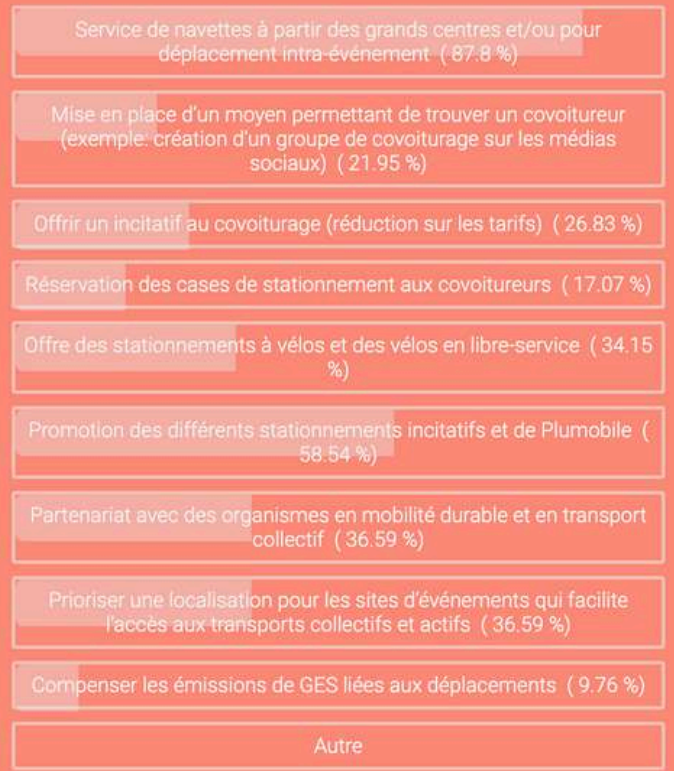 Service de navettes à partir des grands centres et/ou pour
déplacement intra-événement ( 87.8 %)
Mise en place d'un moyen permettant de trouver un covoitureur
(exemple: création d'un groupe de covoiturage sur les médias
sociaux) ( 21.95 %)
Offrir un incitatif au covoiturage (réduction sur les tarifs) ( 26.83 %)
Réservation des cases de stationnement aux covoitureurs ( 17.07 %)
Offre des stationnements à vélos et des vélos en libre-service ( 34.15
%)
Promotion des différents stationnements incitatifs et de Plumobile (
58.54 %)
Partenariat avec des organismes en mobilité durable et en transport
collectif ( 36.59 %)
Prioriser une localisation pour les sites d'événements qui facilite
l'accès aux transports collectifs et actifs ( 36.59 %)
Compenser les émissions de GES liées aux déplacements ( 9.76 %)
Autre